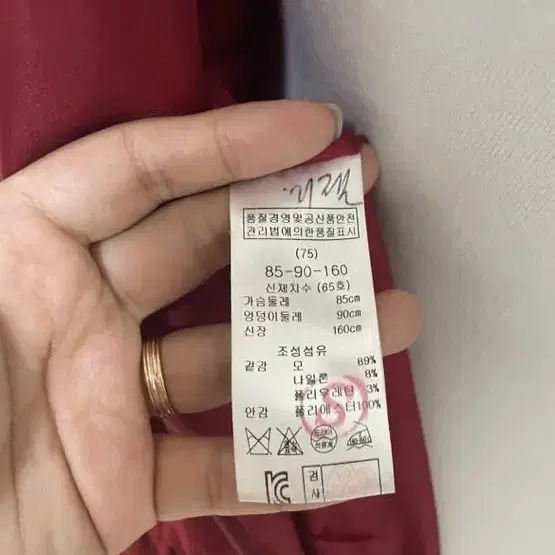 품질경영및공산품안전
관리법에의한품질표시
(75)
85-90-160
신체치수 (65호)
가슴둘레 85cm
엉덩이둘레 90cm
신장 160cm
조성섬유
겉감 모 89%
나일론 8%
폴리우레탄 3%
안감 폴리에스터100%
검
사